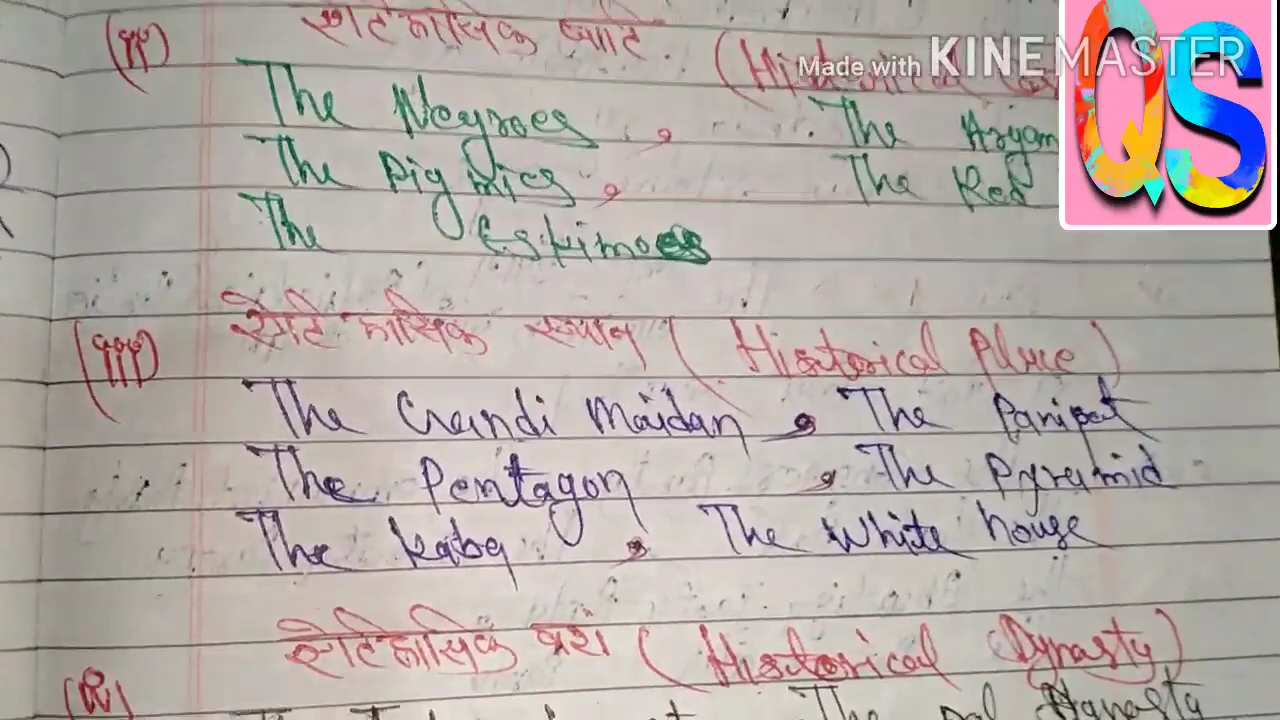 (ii) ऐतिहासिक जाति (Historical
Made with KINEMASTER
QS
The Negroes , The Aryan
The Pigmies , The Red
The Eskimoes
(iii) ऐतिहासिक स्थान ( Historical Place )
The Gandi Maidan , The Panipat
The Pentagon , The Pyramid
The Kaba , The White house
ऐतिहासिक वंश ( Historical Dynasty )
(iv)